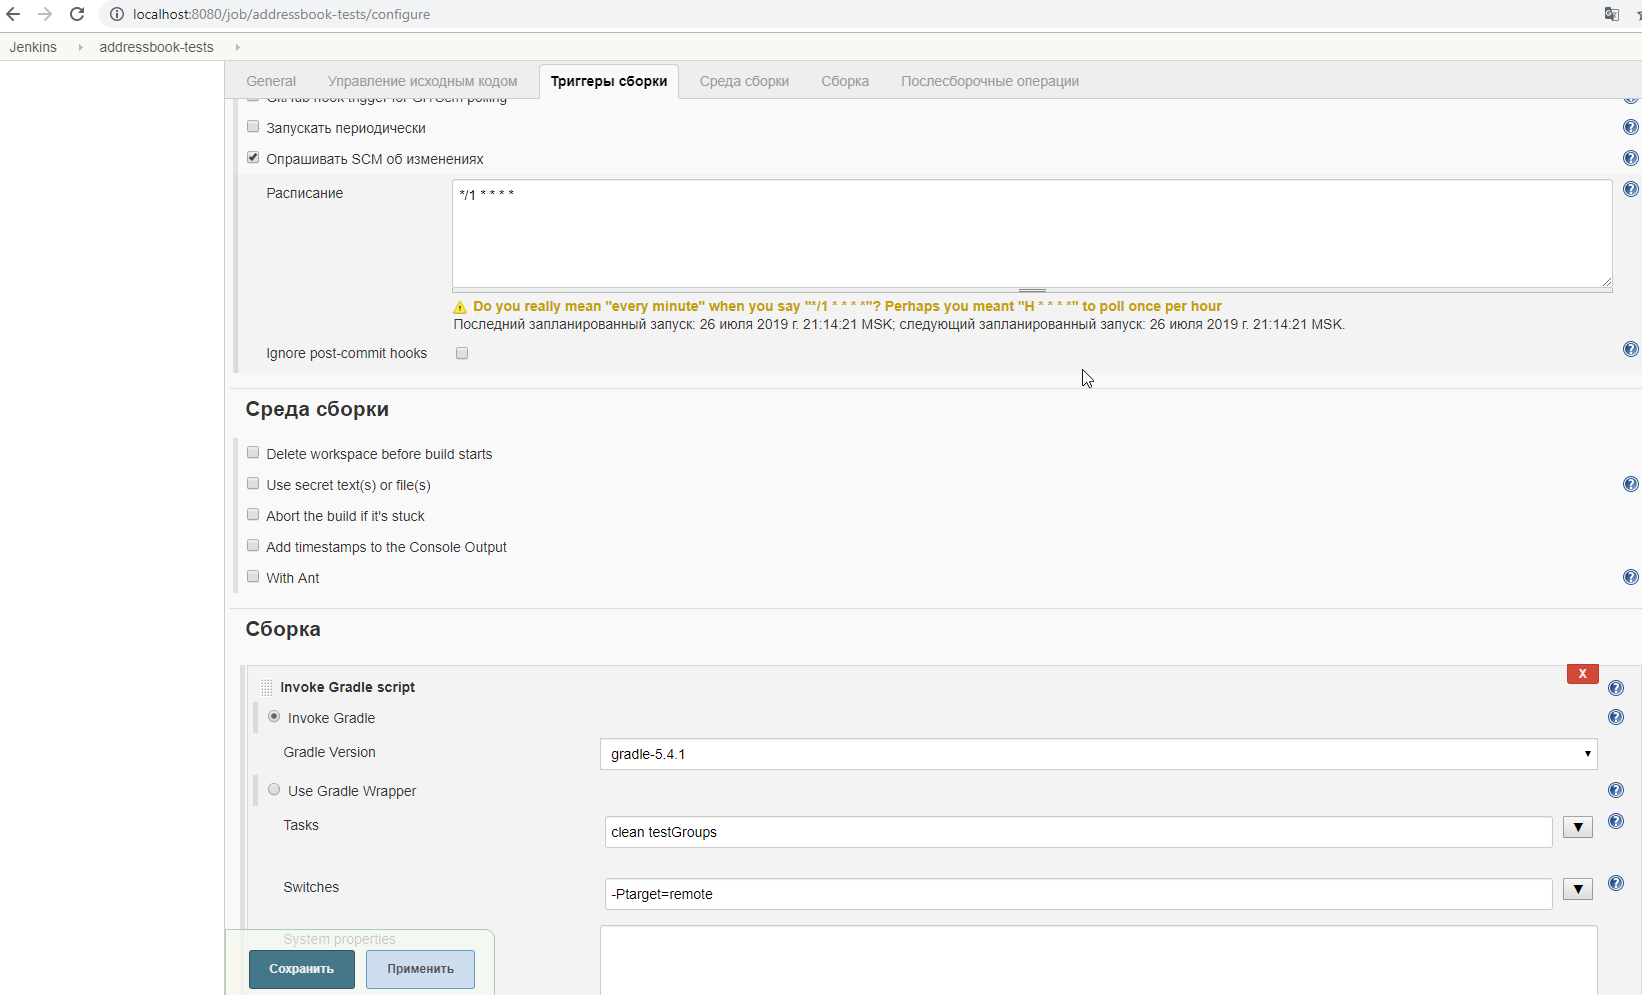 localhost:8080/job/addressbook-tests/configure
Jenkins addressbook-tests
General Управление исходным кодом Триггеры сборки Среда сборки Сборка Послесборочные операции
GitHub hook trigger for GITScm polling
Запускать периодически
Опрашивать SCM об изменениях
Расписание
*/1 * * * *
Do you really mean "every minute" when you say "*/1 * * * *"? Perhaps you meant "H * * * *" to poll once per hour
Последний запланированный запуск: 26 июля 2019 г. 21:14:21 MSK; следующий запланированный запуск: 26 июля 2019 г. 21:14:21 MSK.
Ignore post-commit hooks
Среда сборки
Delete workspace before build starts
Use secret text(s) or file(s)
Abort the build if it's stuck
Add timestamps to the Console Output
With Ant
Сборка
X
Invoke Gradle script
Invoke Gradle
Gradle Version
gradle-5.4.1
Use Gradle Wrapper
Tasks
clean testGroups
Switches
-Ptarget=remote
System properties
Сохранить Применить